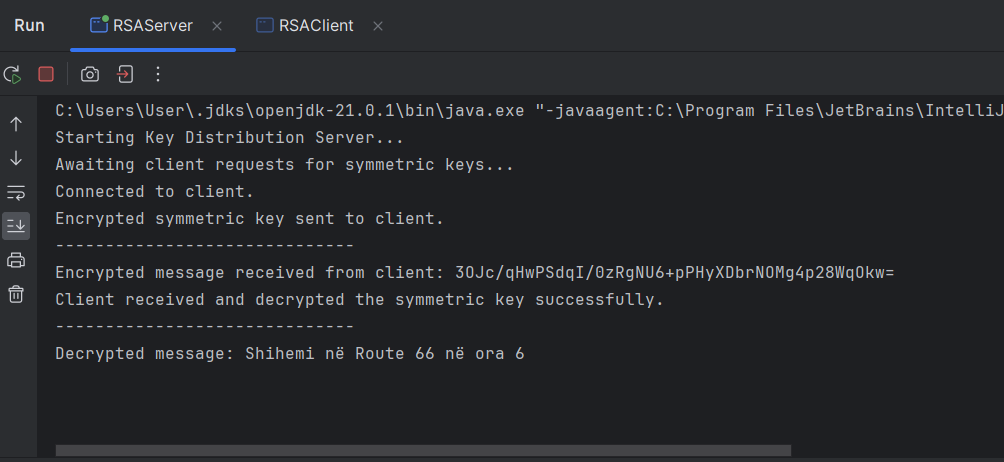 Run RSAServer RSAClient
C:\Users\User\.jdks\openjdk-21.0.1\bin\java.exe "-javaagent:C:\Program Files\JetBrains\IntelliJ
Starting Key Distribution Server...
Awaiting client requests for symmetric keys...
Connected to client.
Encrypted symmetric key sent to client.
------------------------------
Encrypted message received from client: 3OJc/qHwPSdqI/0zRgNU6+pPHyXDbrNOMg4p28WqOkw=
Client received and decrypted the symmetric key successfully.
------------------------------
Decrypted message: Shihemi në Route 66 në ora 6